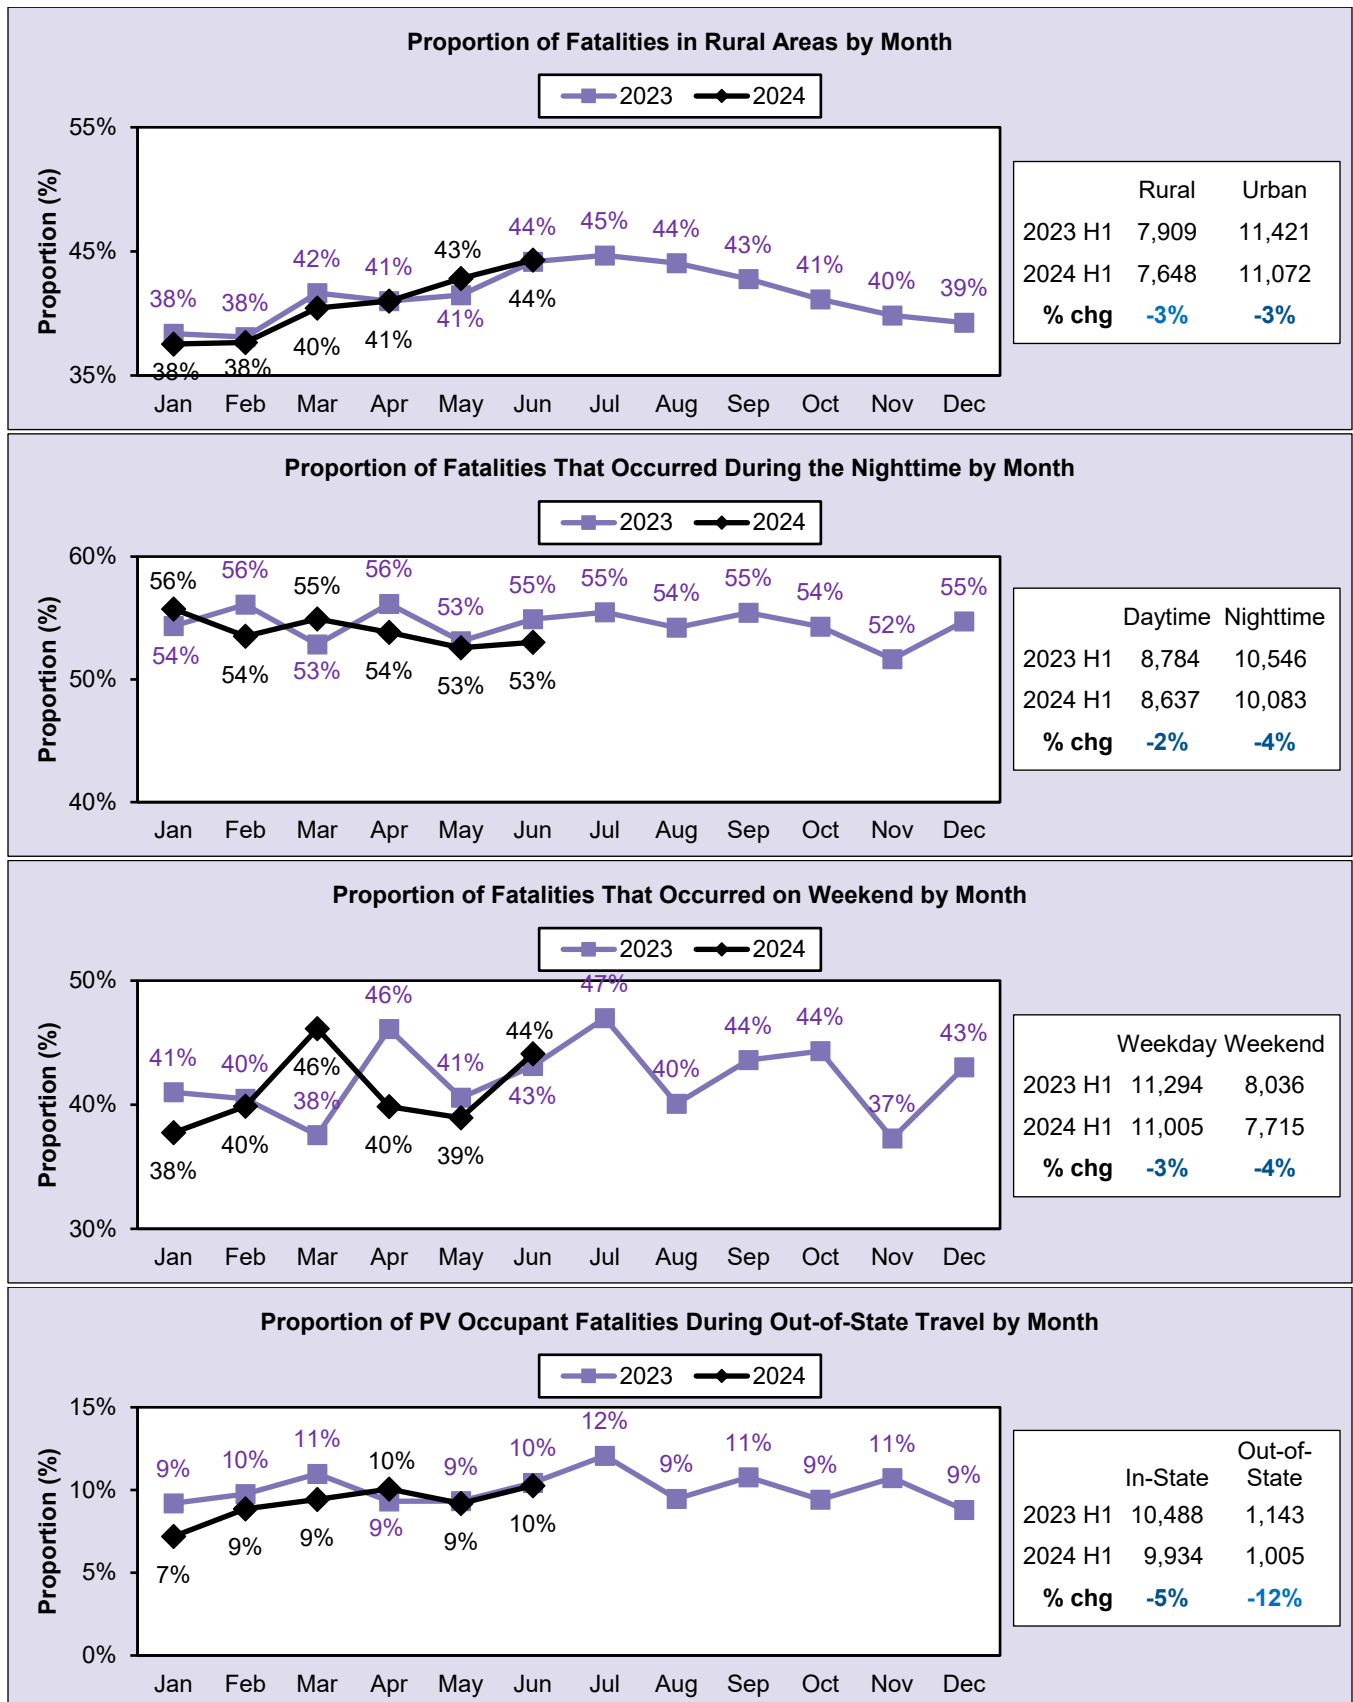 Proportion of Fatalities in Rural Areas by Month
2023 2024
55%
45%
35%
Proportion (%)
38% 38% 42% 41% 41% 44% 45% 44% 43% 41% 40% 39%
38% 38% 40% 41% 43% 44%
Jan Feb Mar Apr May Jun Jul Aug Sep Oct Nov Dec
Rural Urban
2023 H1 7,909 11,421
2024 H1 7,648 11,072
% chg -3% -3%
Proportion of Fatalities That Occurred During the Nighttime by Month
2023 2024
60%
50%
40%
Proportion (%)
54% 56% 53% 56% 53% 55% 55% 54% 55% 54% 52% 55%
56% 54% 55% 54% 53% 53%
Jan Feb Mar Apr May Jun Jul Aug Sep Oct Nov Dec
Daytime Nighttime
2023 H1 8,784 10,546
2024 H1 8,637 10,083
% chg -2% -4%
Proportion of Fatalities That Occurred on Weekend by Month
2023 2024
50%
40%
30%
Proportion (%)
41% 40% 38% 46% 41% 43% 47% 40% 44% 44% 37% 43%
38% 40% 46% 40% 39% 44%
Jan Feb Mar Apr May Jun Jul Aug Sep Oct Nov Dec
Weekday Weekend
2023 H1 11,294 8,036
2024 H1 11,005 7,715
% chg -3% -4%
Proportion of PV Occupant Fatalities During Out-of-State Travel by Month
2023 2024
15%
10%
5%
0%
Proportion (%)
9% 10% 11% 9% 9% 10% 12% 9% 11% 9% 11% 9%
7% 9% 9% 10% 9% 10%
Jan Feb Mar Apr May Jun Jul Aug Sep Oct Nov Dec
Out-of-
In-State State
2023 H1 10,488 1,143
2024 H1 9,934 1,005
% chg -5% -12%